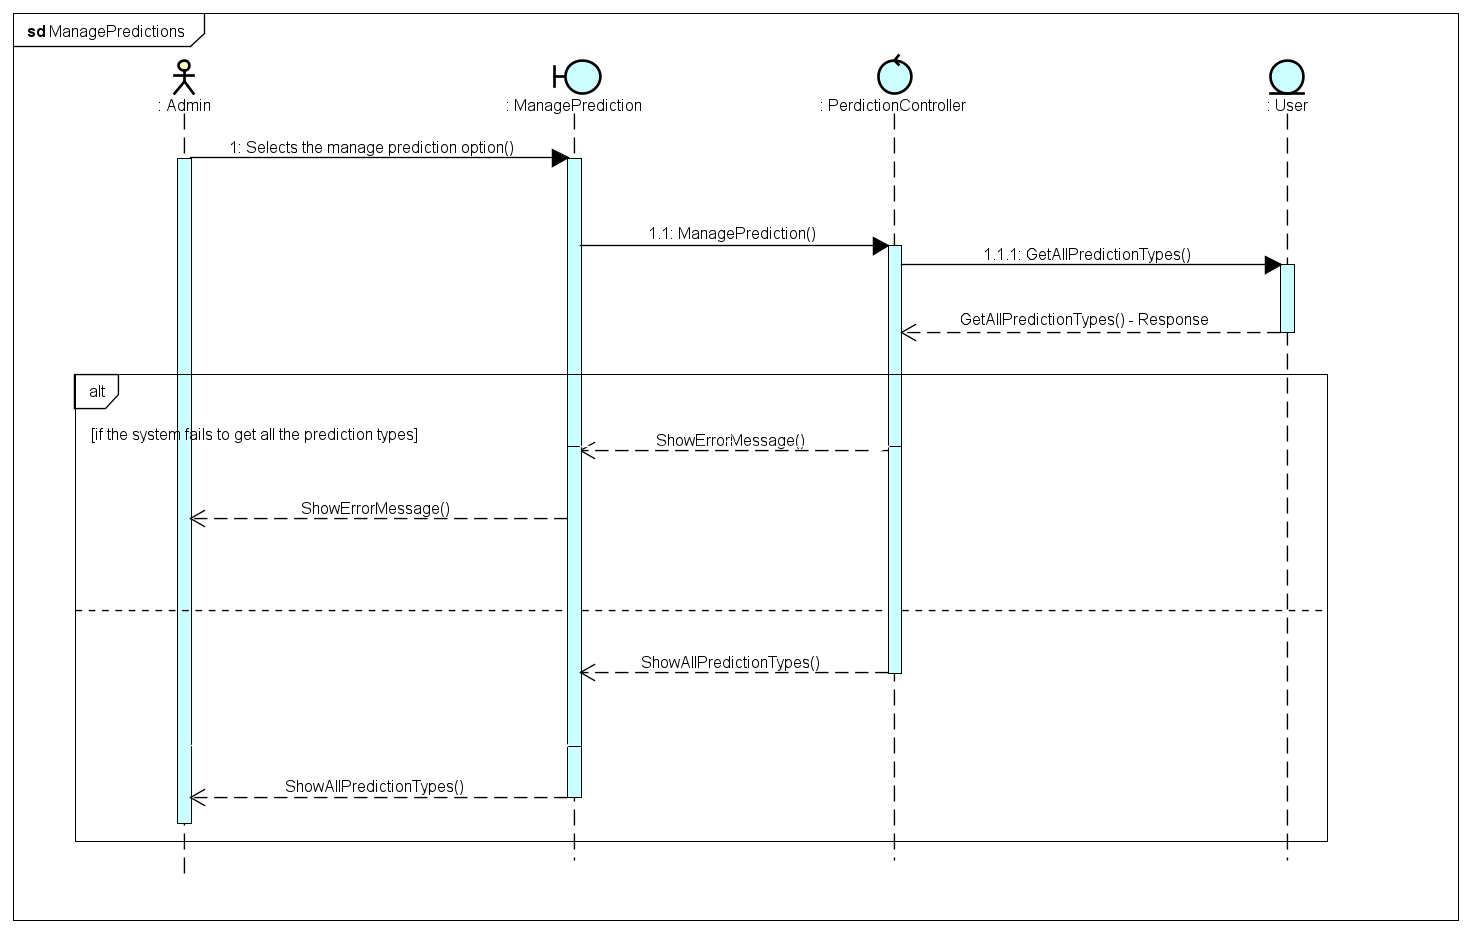 sd ManagePredictions
: Admin
: ManagePrediction
: PerdictionController
: User
1: Selects the manage prediction option()
1.1: ManagePrediction()
1.1.1: GetAllPredictionTypes()
GetAllPredictionTypes() - Response
alt
[if the system fails to get all the prediction types]
ShowErrorMessage()
ShowErrorMessage()
ShowAllPredictionTypes()
ShowAllPredictionTypes()